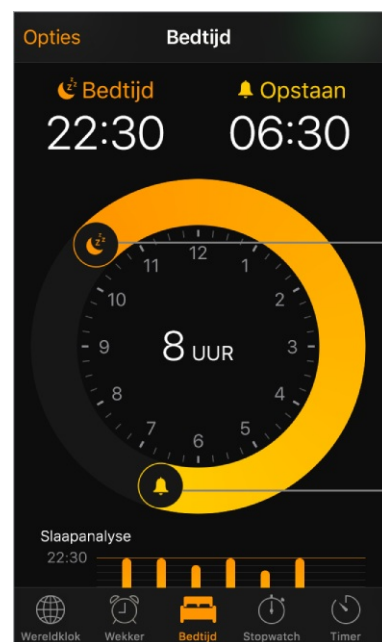 Opties Bedtijd
Bedtijd Opstaan
22:30 06:30
12
11 1
10 2
9 8 UUR 3
8 4
7 5
6
Slaapanalyse
22:30
Wereldklok Wekker Bedtijd Stopwatch Timer